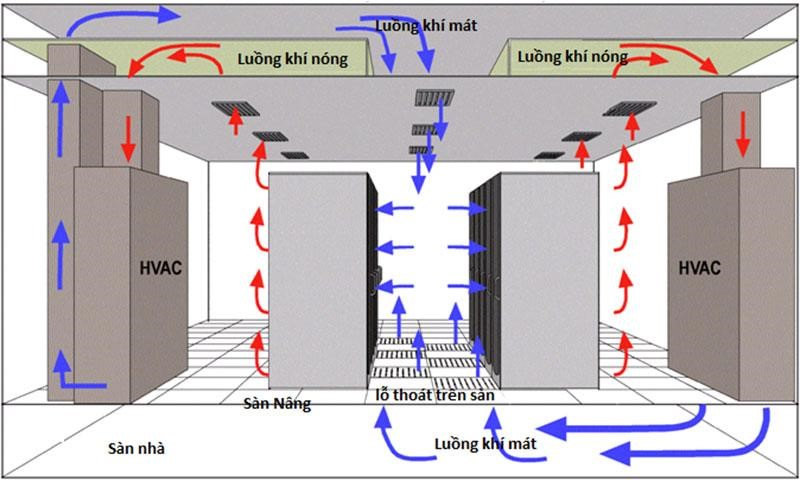 Luồng khí mát
Luồng khí nóng
Luồng khí nóng
HVAC
HVAC
Sàn Nâng
lỗ thoát trên sàn
Sàn nhà
Luồng khí mát